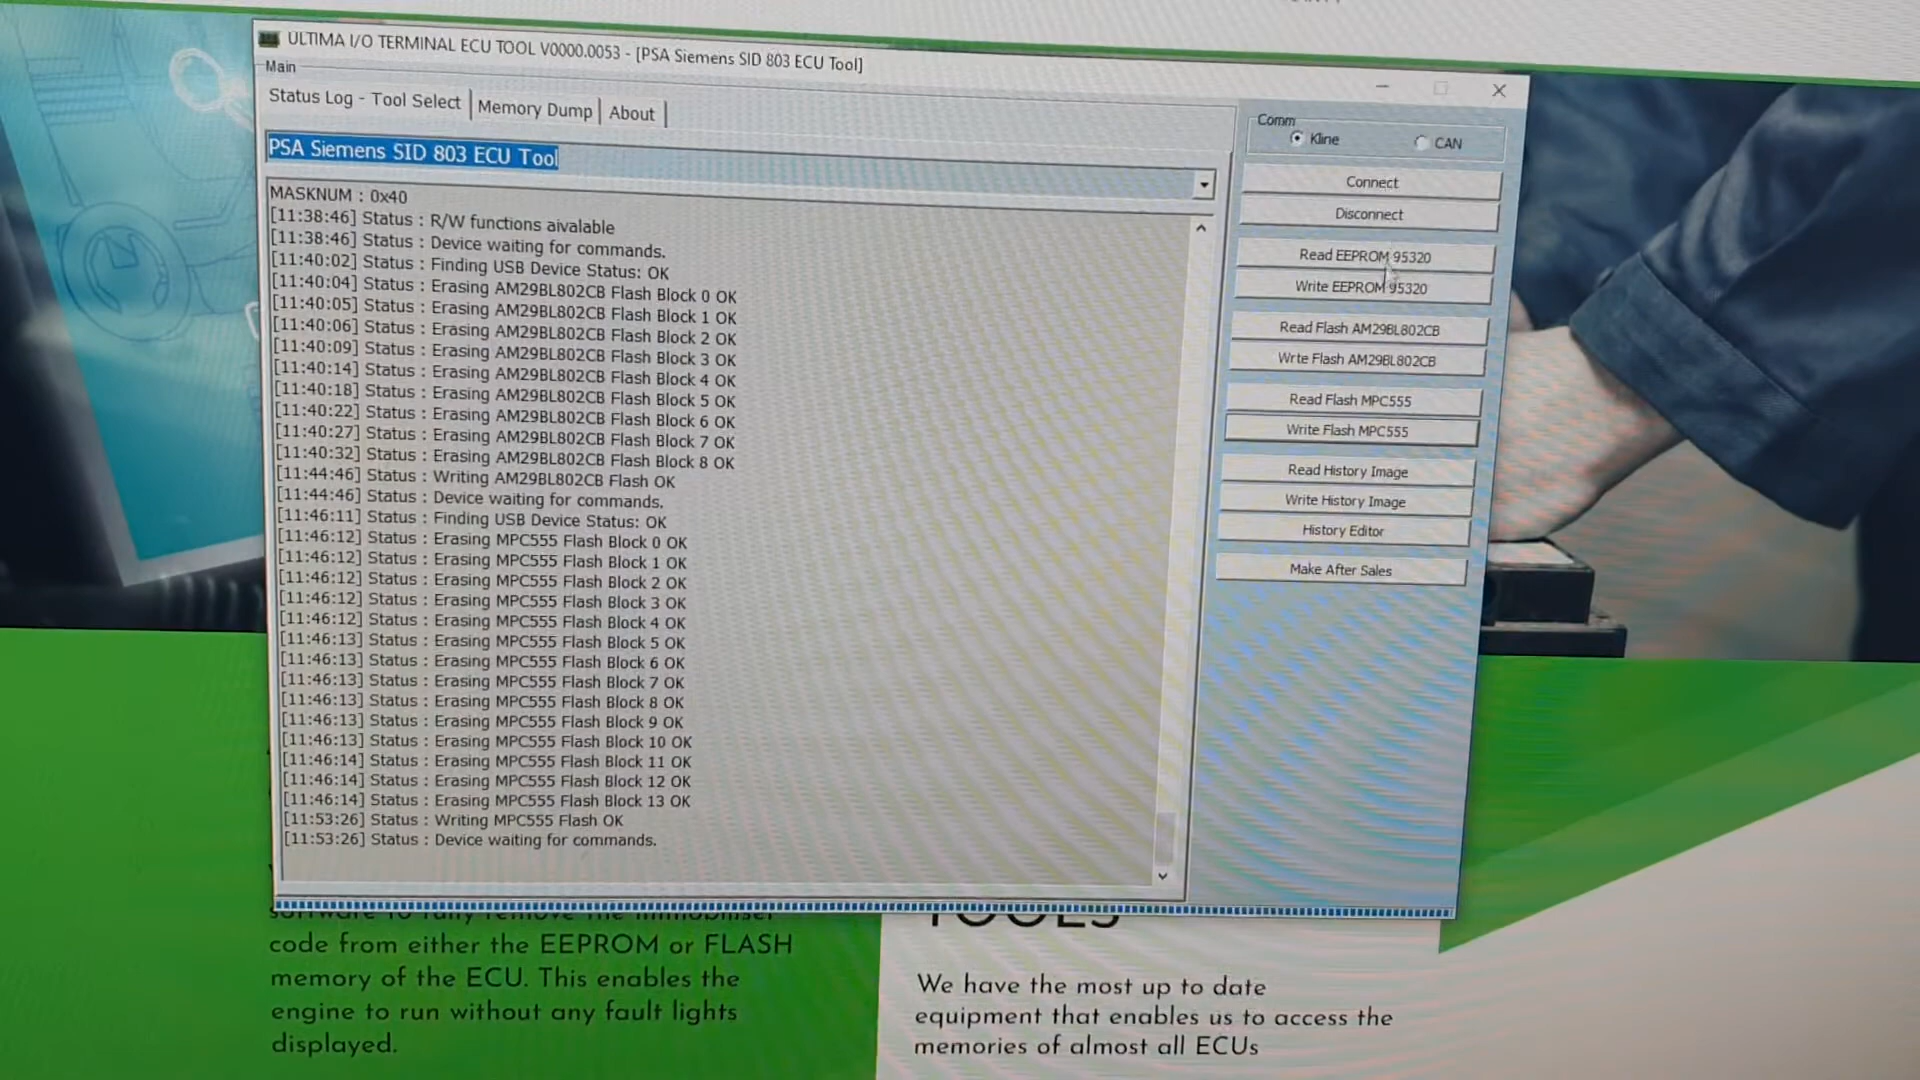 ULTIMA I/O TERMINAL ECU TOOL V0000.0053 - [PSA Siemens SID 803 ECU Tool]
Main
Status Log - Tool Select
Memory Dump
About
PSA Siemens SID 803 ECU Tool
MASKNUM : 0x40
[11:38:46] Status : R/W functions aivalable
[11:38:46] Status : Device waiting for commands.
[11:40:02] Status : Finding USB Device Status: OK
[11:40:04] Status : Erasing AM29BL802CB Flash Block 0 OK
[11:40:05] Status : Erasing AM29BL802CB Flash Block 1 OK
[11:40:06] Status : Erasing AM29BL802CB Flash Block 2 OK
[11:40:09] Status : Erasing AM29BL802CB Flash Block 3 OK
[11:40:14] Status : Erasing AM29BL802CB Flash Block 4 OK
[11:40:18] Status : Erasing AM29BL802CB Flash Block 5 OK
[11:40:22] Status : Erasing AM29BL802CB Flash Block 6 OK
[11:40:27] Status : Erasing AM29BL802CB Flash Block 7 OK
[11:40:32] Status : Erasing AM29BL802CB Flash Block 8 OK
[11:44:46] Status : Writing AM29BL802CB Flash OK
[11:44:46] Status : Device waiting for commands.
[11:46:11] Status : Finding USB Device Status: OK
[11:46:12] Status : Erasing MPC555 Flash Block 0 OK
[11:46:12] Status : Erasing MPC555 Flash Block 1 OK
[11:46:12] Status : Erasing MPC555 Flash Block 2 OK
[11:46:12] Status : Erasing MPC555 Flash Block 3 OK
[11:46:12] Status : Erasing MPC555 Flash Block 4 OK
[11:46:13] Status : Erasing MPC555 Flash Block 5 OK
[11:46:13] Status : Erasing MPC555 Flash Block 6 OK
[11:46:13] Status : Erasing MPC555 Flash Block 7 OK
[11:46:13] Status : Erasing MPC555 Flash Block 8 OK
[11:46:13] Status : Erasing MPC555 Flash Block 9 OK
[11:46:13] Status : Erasing MPC555 Flash Block 10 OK
[11:46:14] Status : Erasing MPC555 Flash Block 11 OK
[11:46:14] Status : Erasing MPC555 Flash Block 12 OK
[11:46:14] Status : Erasing MPC555 Flash Block 13 OK
[11:53:26] Status : Writing MPC555 Flash OK
[11:53:26] Status : Device waiting for commands.
Comm
Kline
CAN
Connect
Disconnect
Read EEPROM 95320
Write EEPROM 95320
Read Flash AM29BL802CB
Wrte Flash AM29BL802CB
Read Flash MPC555
Write Flash MPC555
Read History Image
Write History Image
History Editor
Make After Sales
software to fully remove the immobiliser
code from either the EEPROM or FLASH
memory of the ECU. This enables the
engine to run without any fault lights
displayed.
TOOLS
We have the most up to date
equipment that enables us to access the
memories of almost all ECUs